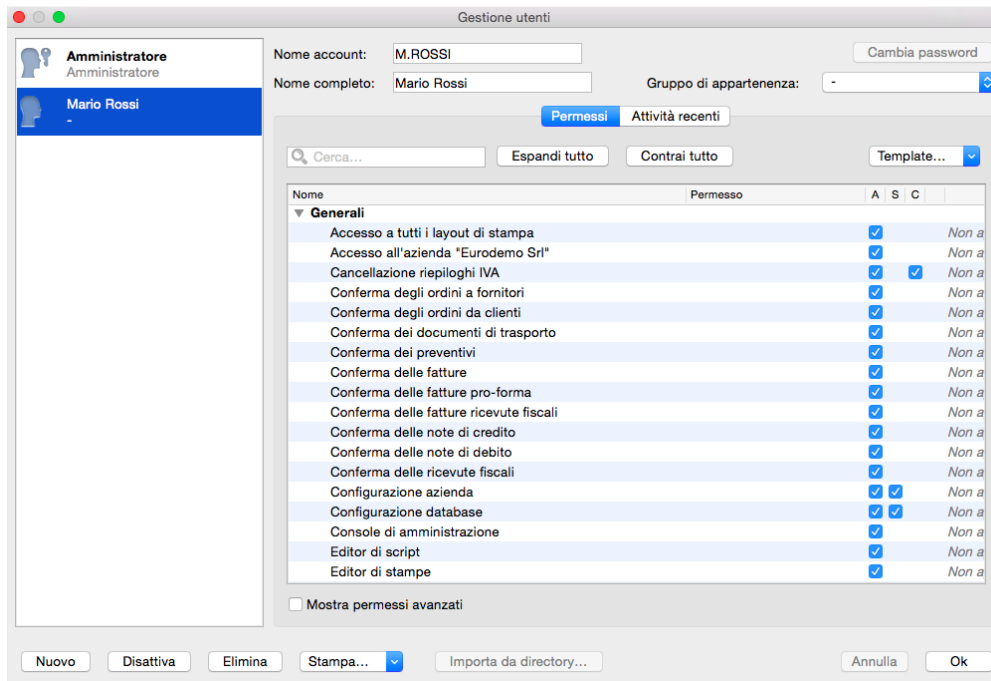 Gestione utenti
Amministratore
Amministratore
Mario Rossi
-
Nome account: M.ROSSI Cambia password
Nome completo: Mario Rossi Gruppo di appartenenza: -
Permessi Attività recenti
Cerca... Espandi tutto Contrai tutto Template...
Nome Permesso A S C
Generali
Accesso a tutti i layout di stampa Non a
Accesso all'azienda "Eurodemo Srl" Non a
Cancellazione riepiloghi IVA Non a
Conferma degli ordini a fornitori Non a
Conferma degli ordini da clienti Non a
Conferma dei documenti di trasporto Non a
Conferma dei preventivi Non a
Conferma delle fatture Non a
Conferma delle fatture pro-forma Non a
Conferma delle fatture ricevute fiscali Non a
Conferma delle note di credito Non a
Conferma delle note di debito Non a
Conferma delle ricevute fiscali Non a
Configurazione azienda Non a
Configurazione database Non a
Console di amministrazione Non a
Editor di script Non a
Editor di stampe Non a
Mostra permessi avanzati
Nuovo Disattiva Elimina Stampa... Importa da directory... Annulla Ok